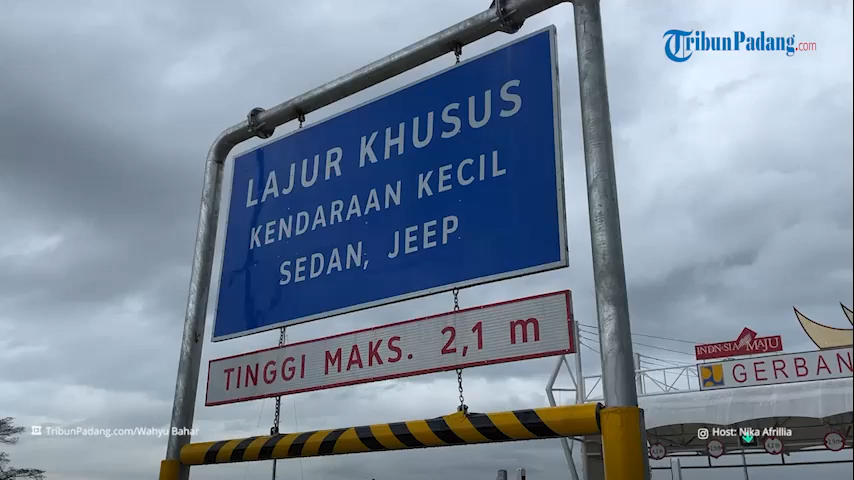 TribunPadang.com
LAJUR KHUSUS
KENDARAAN KECIL
SEDAN, JEEP
TINGGI MAKS. 2,1 m
INDONESIA MAJU
GERBAN
TribunPadang.com/Wahyu Bahar
Host: Nika Afrillia